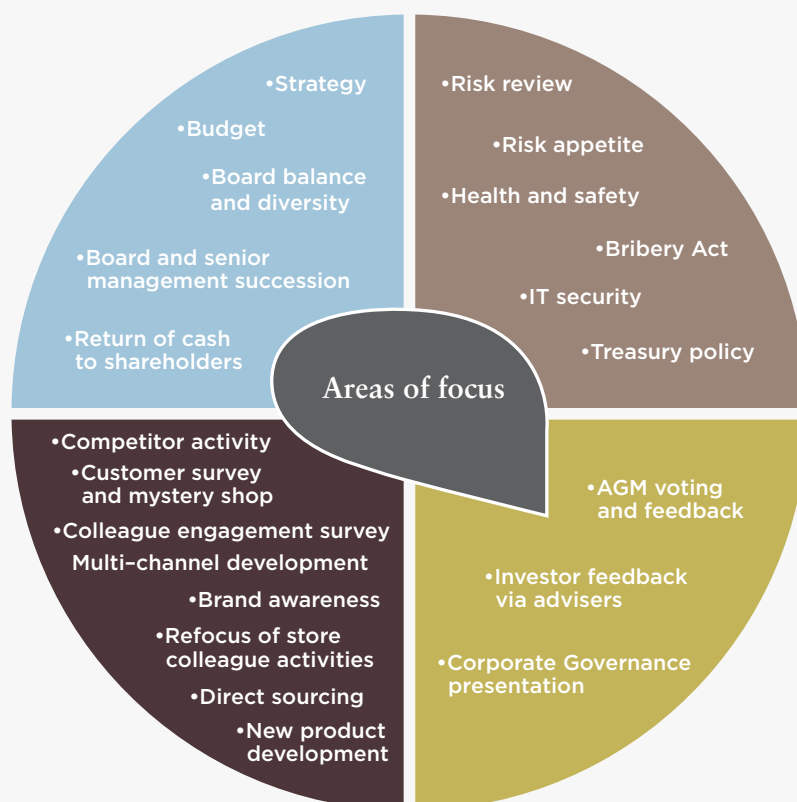 •Strategy
•Budget
•Board balance
and diversity
•Board and senior
management succession
•Return of cash
to shareholders
•Risk review
•Risk appetite
•Health and safety
•Bribery Act
•IT security
•Treasury policy
Areas of focus
•Competitor activity
•Customer survey
and mystery shop
•Colleague engagement survey
Multi–channel development
•Brand awareness
•Refocus of store
colleague activities
•Direct sourcing
•New product
development
•AGM voting
and feedback
•Investor feedback
via advisers
•Corporate Governance
presentation